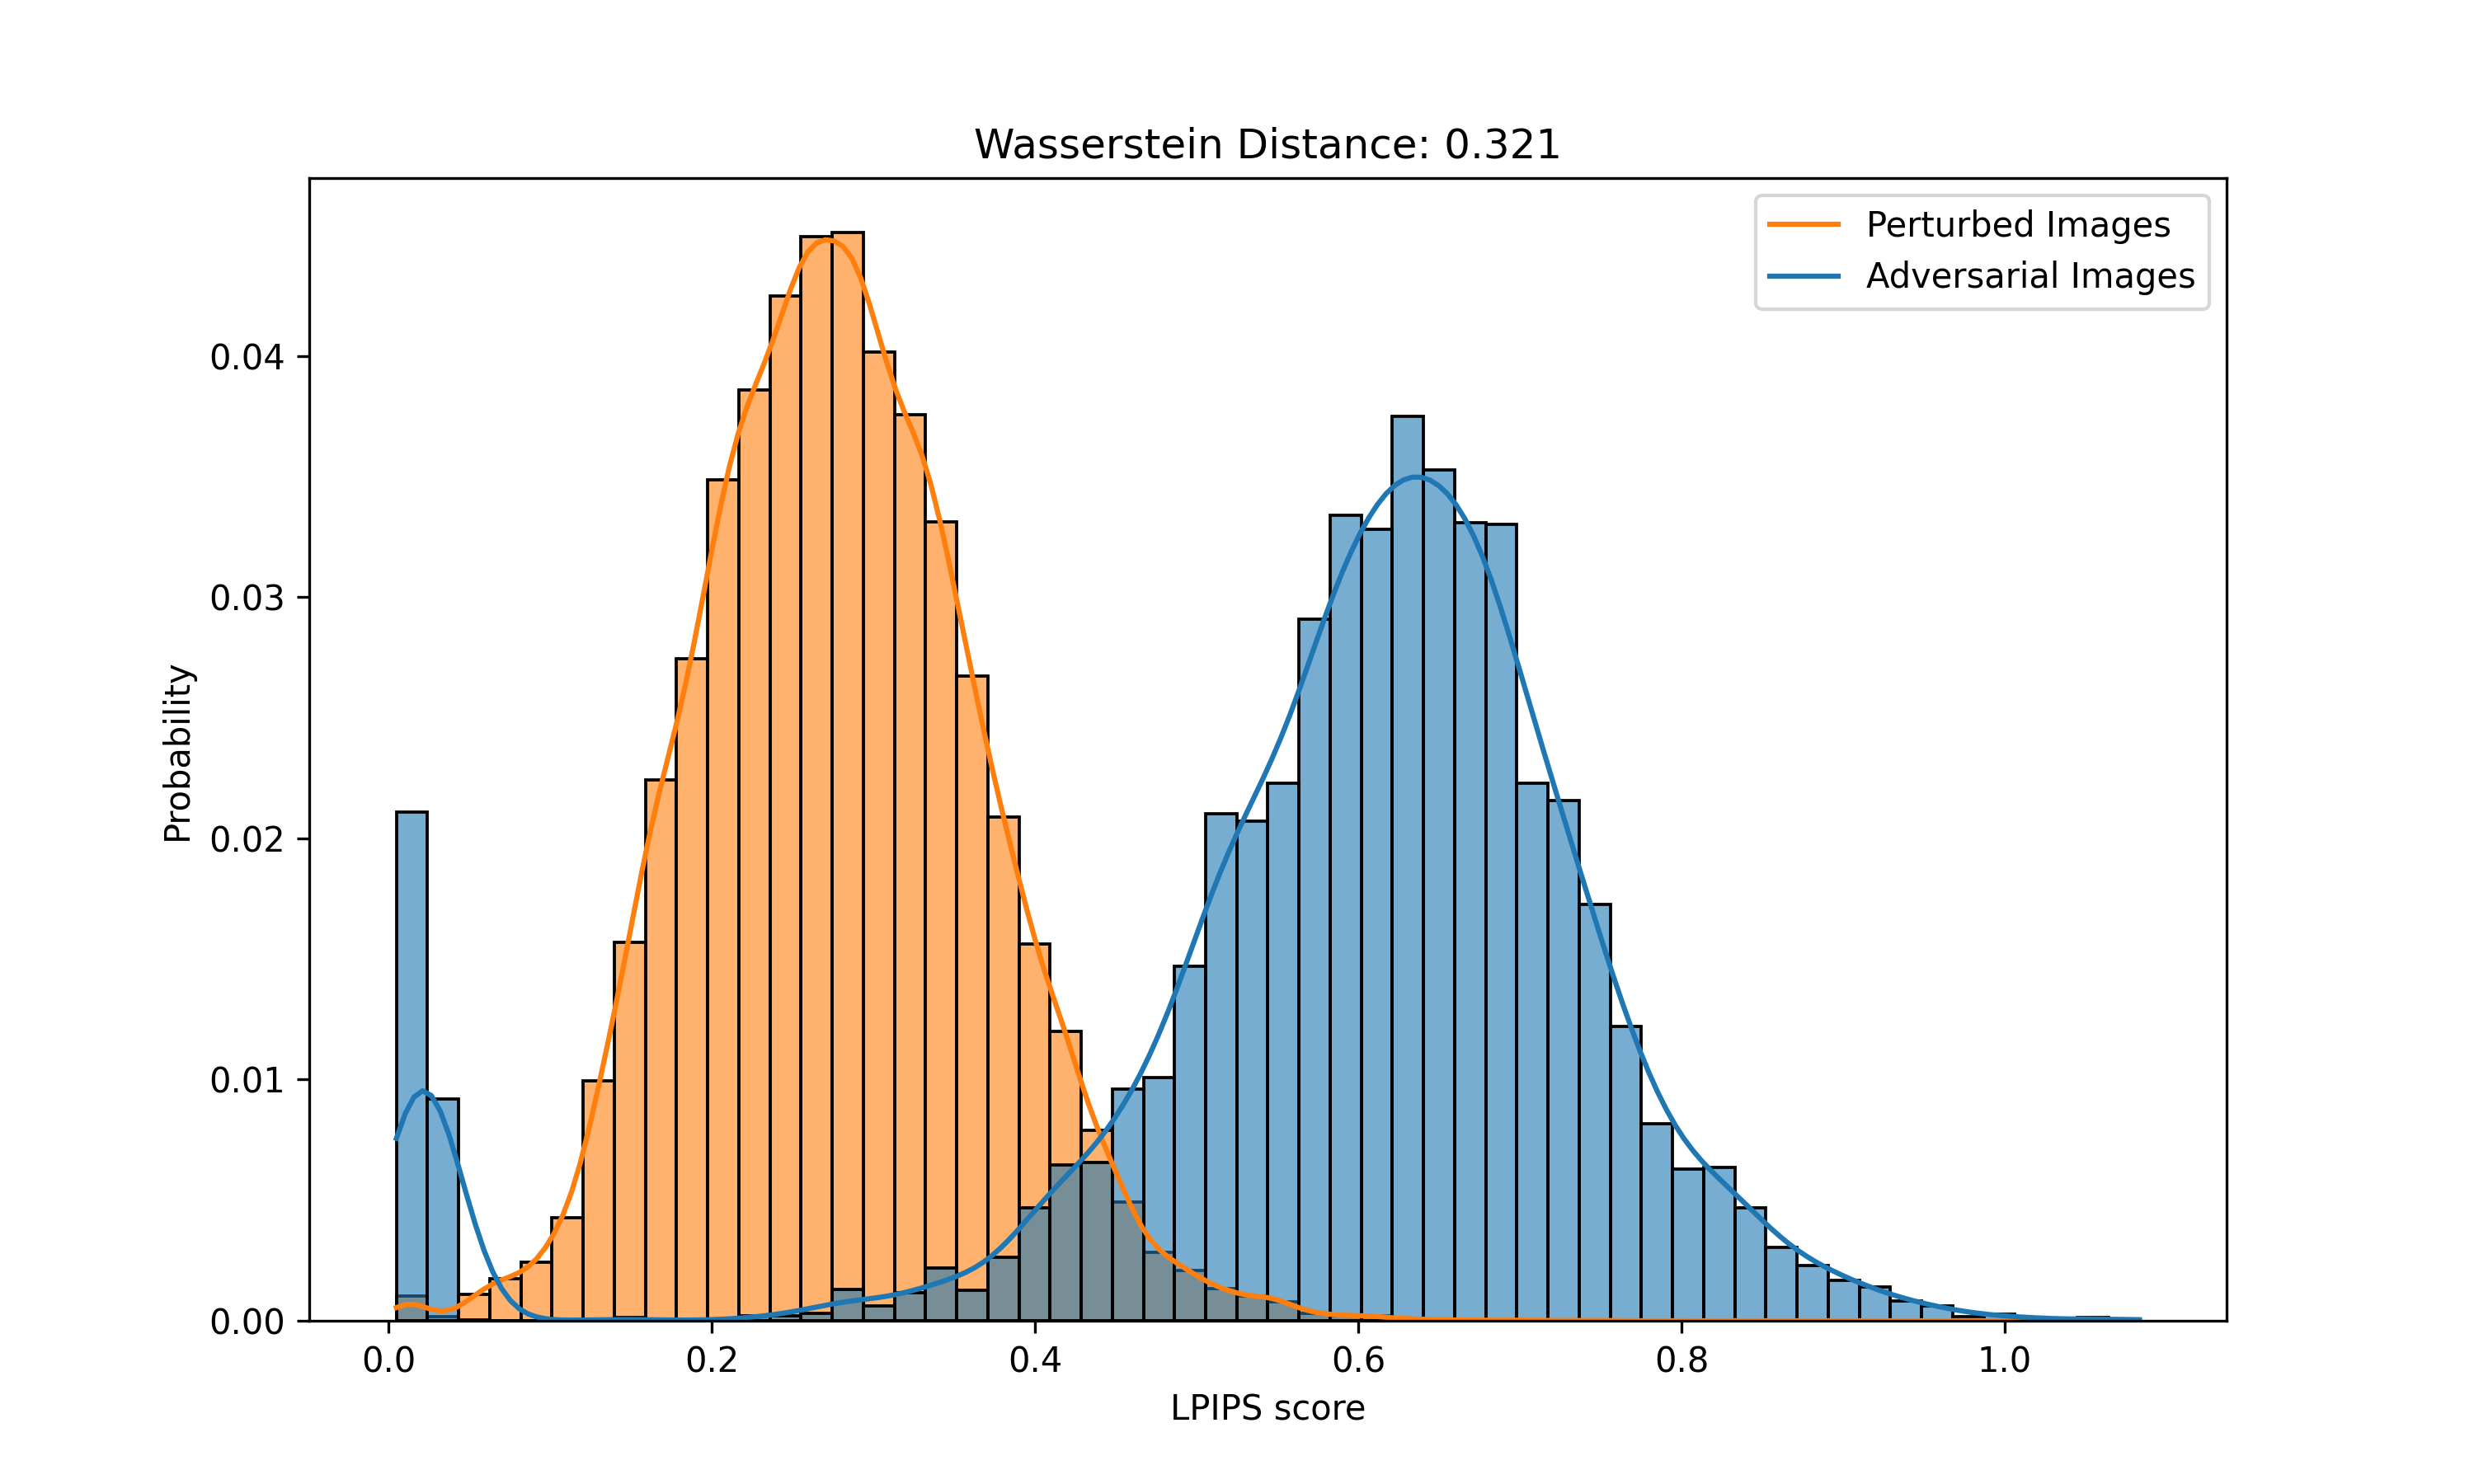 Wasserstein Distance: 0.321
Perturbed Images
Adversarial Images
Probability
0.04
0.03
0.02
0.01
0.00
0.0 0.2 0.4 0.6 0.8 1.0
LPIPS score